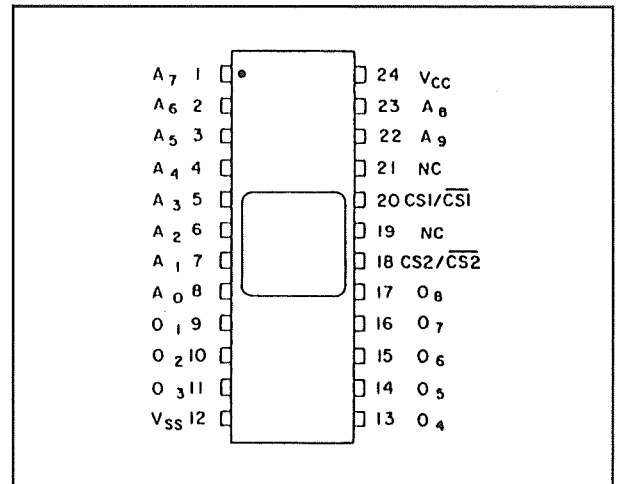 A7 1 24 VCC
A6 2 23 A8
A5 3 22 A9
A4 4 21 NC
A3 5 20 CS1/C̅S̅1̅
A2 6 19 NC
A1 7 18 CS2/C̅S̅2̅
A0 8 17 O8
O1 9 16 O7
O2 10 15 O6
O3 11 14 O5
VSS 12 13 O4